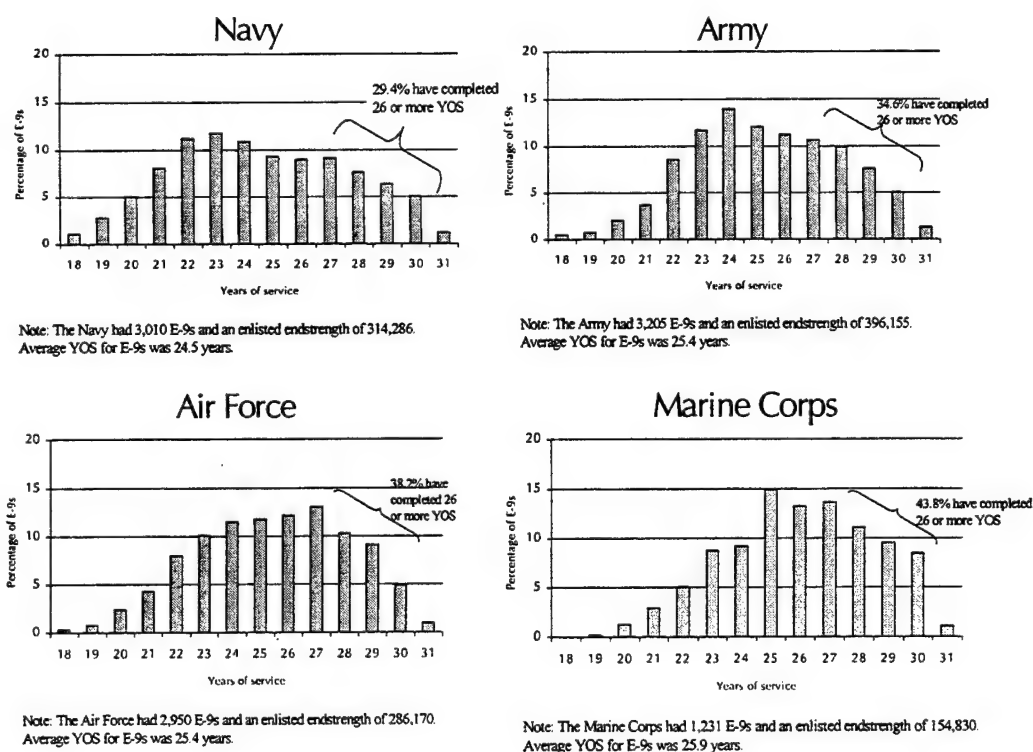 Navy
20
15
10
5
0
Percentage of E-9s
29.4% have completed
26 or more YOS
18 19 20 21 22 23 24 25 26 27 28 29 30 31
Years of service
Note: The Navy had 3,010 E-9s and an enlisted endstrength of 314,286.
Average YOS for E-9s was 24.5 years.
Army
20
15
10
5
0
Percentage of E-9s
34.6% have completed
26 or more YOS
18 19 20 21 22 23 24 25 26 27 28 29 30 31
Years of service
Note: The Army had 3,205 E-9s and an enlisted endstrength of 396,155.
Average YOS for E-9s was 25.4 years.
Air Force
20
15
10
5
0
Percentage of E-9s
38.2% have
completed 26
or more YOS
18 19 20 21 22 23 24 25 26 27 28 29 30 31
Years of service
Note: The Air Force had 2,950 E-9s and an enlisted endstrength of 286,170.
Average YOS for E-9s was 25.4 years.
Marine Corps
20
15
10
5
0
Percentage of E-9s
43.8% have completed
26 or more YOS
18 19 20 21 22 23 24 25 26 27 28 29 30 31
Years of service
Note: The Marine Corps had 1,231 E-9s and an enlisted endstrength of 154,830.
Average YOS for E-9s was 25.9 years.